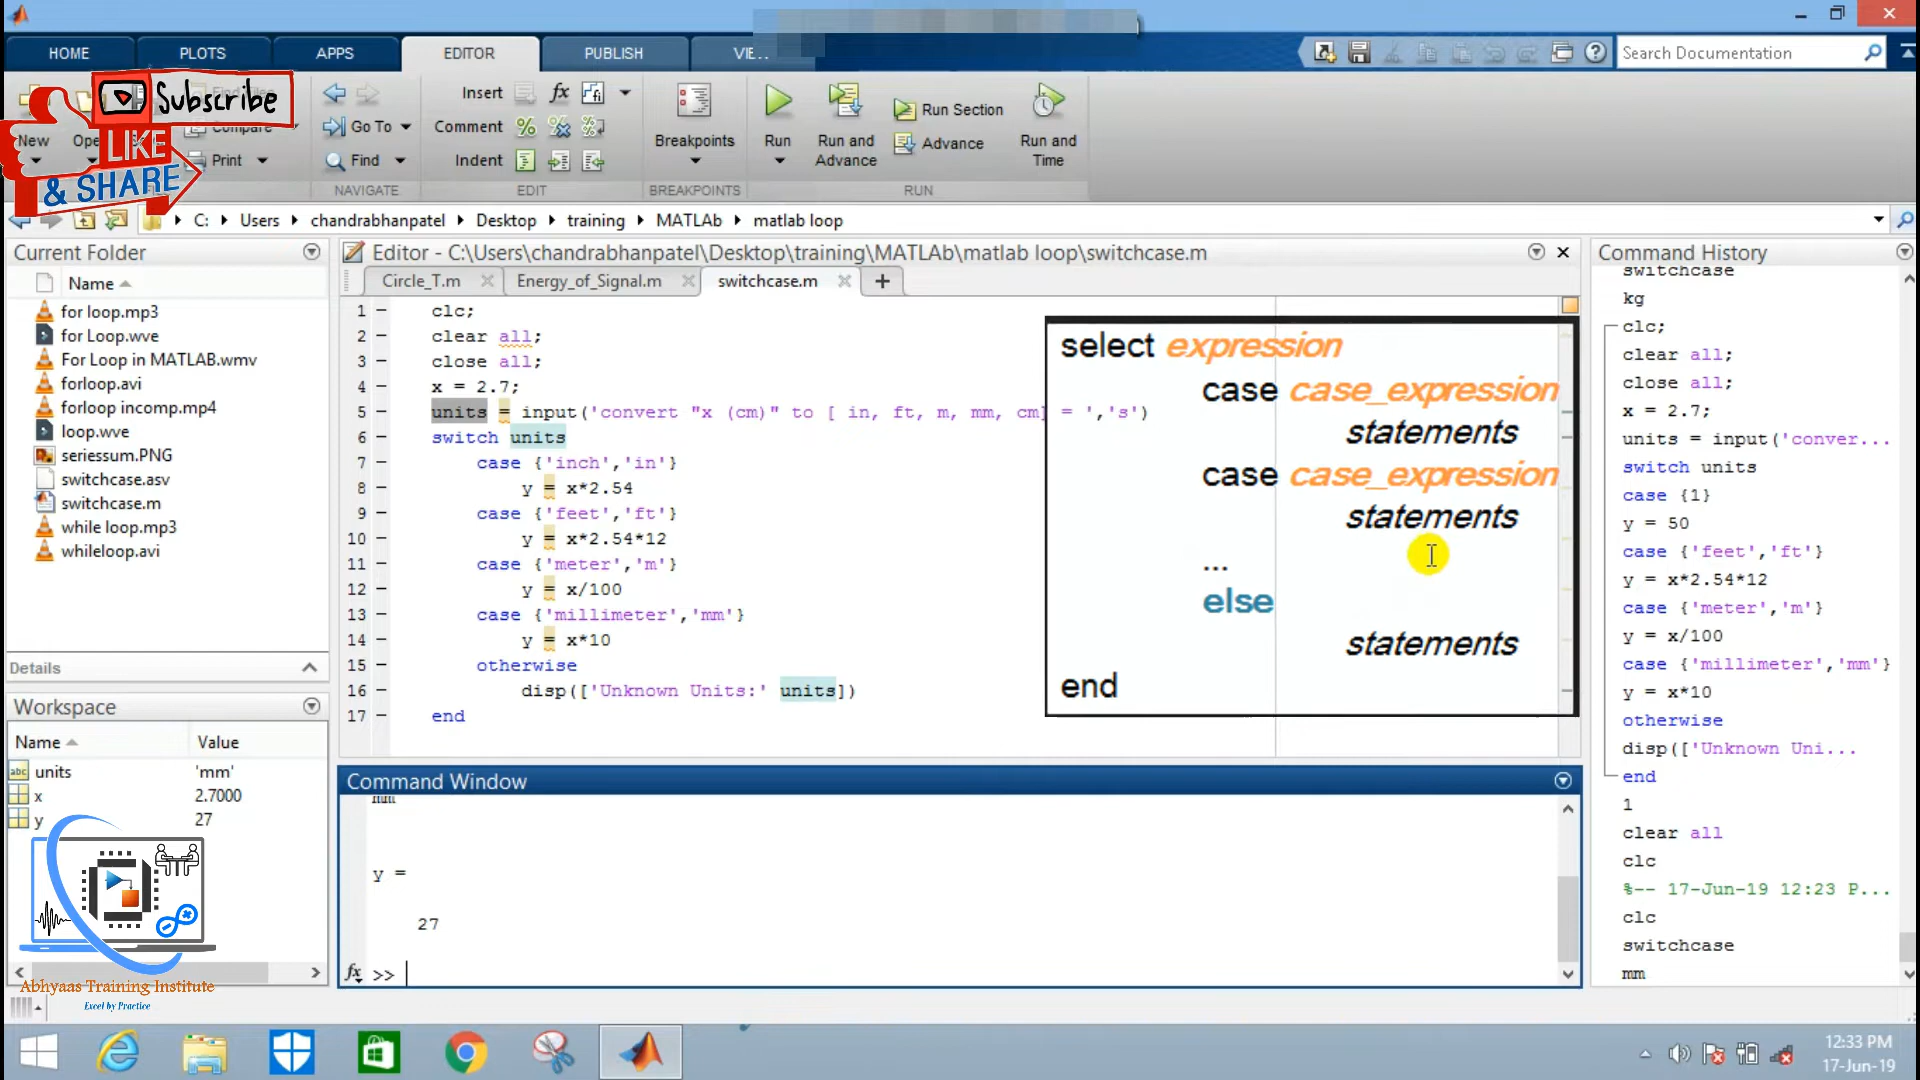 HOME
PLOTS
APPS
EDITOR
PUBLISH
Search Documentation
Subscribe
LIKE
& SHARE
New
Compare
Print
Go To
Find
NAVIGATE
Insert
Comment
Indent
EDIT
Breakpoints
BREAKPOINTS
Run
Run and
Advance
Run Section
Advance
Run and
Time
RUN
C: Users chandrabhanpatel Desktop training MATLAb matlab loop
Current Folder
Name
for loop.mp3
for Loop.wve
For Loop in MATLAB.wmv
forloop.avi
forloop incomp.mp4
loop.wve
seriessum.PNG
switchcase.asv
switchcase.m
while loop.mp3
whileloop.avi
Details
Workspace
Name Value
units 'mm'
x 2.7000
y 27
Abhyaas Training Institute
Excel by Practice
Editor - C:\Users\chandrabhanpatel\Desktop\training\MATLAb\matlab loop\switchcase.m
Circle_T.m
Energy_of_Signal.m
switchcase.m
+
1 – clc;
2 – clear all;
3 – close all;
4 – x = 2.7;
5 – units = input('convert "x (cm)" to [ in, ft, m, mm, cm] = ','s')
6 – switch units
7 – case {'inch','in'}
8 – y = x*2.54
9 – case {'feet','ft'}
10 – y = x*2.54*12
11 – case {'meter','m'}
12 – y = x/100
13 – case {'millimeter','mm'}
14 – y = x*10
15 – otherwise
16 – disp(['Unknown Units:' units])
17 – end
select expression
case case_expression
statements
case case_expression
statements
...
else
statements
end
Command Window
mm
y =
27
fx >>
Command History
switchcase
kg
clc;
clear all;
close all;
x = 2.7;
units = input('conver...
switch units
case {1}
y = 50
case {'feet','ft'}
y = x*2.54*12
case {'meter','m'}
y = x/100
case {'millimeter','mm'}
y = x*10
otherwise
disp(['Unknown Uni...
end
1
clear all
clc
%-- 17-Jun-19 12:23 P...
clc
switchcase
mm
12:33 PM
17-Jun-19